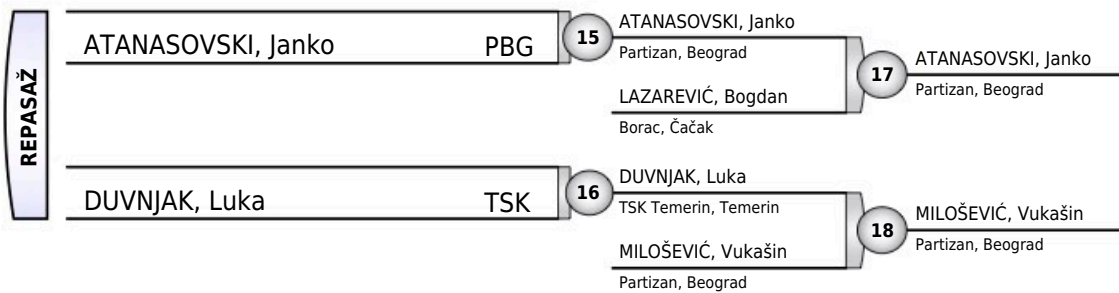 REPASAŽ
ATANASOVSKI, Janko PBG
15
ATANASOVSKI, Janko
Partizan, Beograd
LAZAREVIĆ, Bogdan
Borac, Čačak
17
ATANASOVSKI, Janko
Partizan, Beograd
DUVNJAK, Luka TSK
16
DUVNJAK, Luka
TSK Temerin, Temerin
MILOŠEVIĆ, Vukašin
Partizan, Beograd
18
MILOŠEVIĆ, Vukašin
Partizan, Beograd